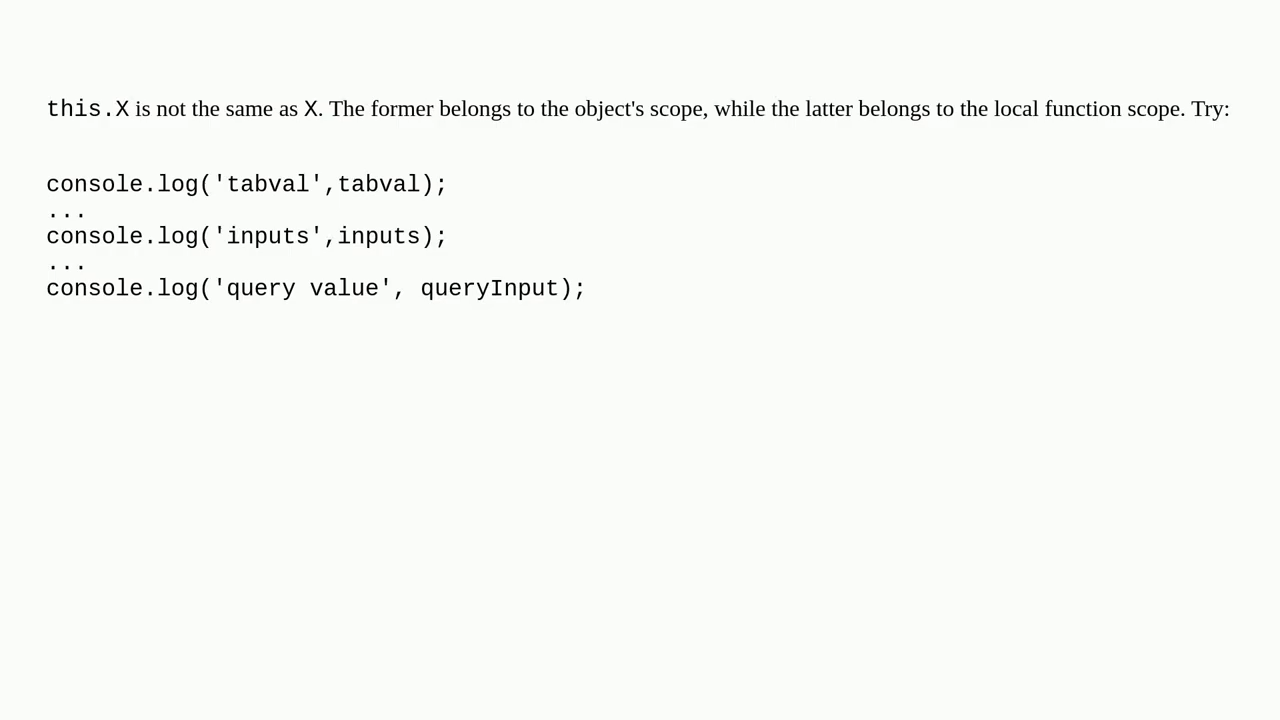 this.X is not the same as X. The former belongs to the object's scope, while the latter belongs to the local function scope. Try:
console.log('tabval',tabval);
...
console.log('inputs',inputs);
...
console.log('query value', queryInput);